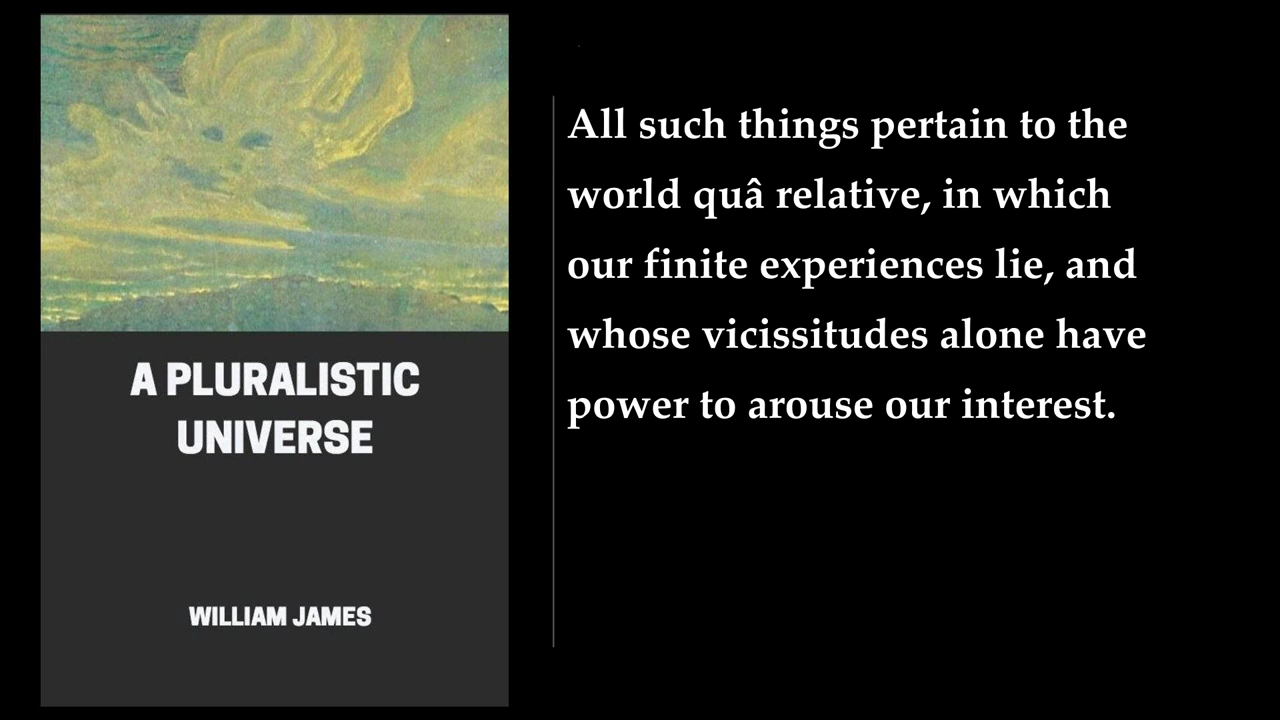 A PLURALISTIC
UNIVERSE
WILLIAM JAMES
All such things pertain to the
world quâ relative, in which
our finite experiences lie, and
whose vicissitudes alone have
power to arouse our interest.